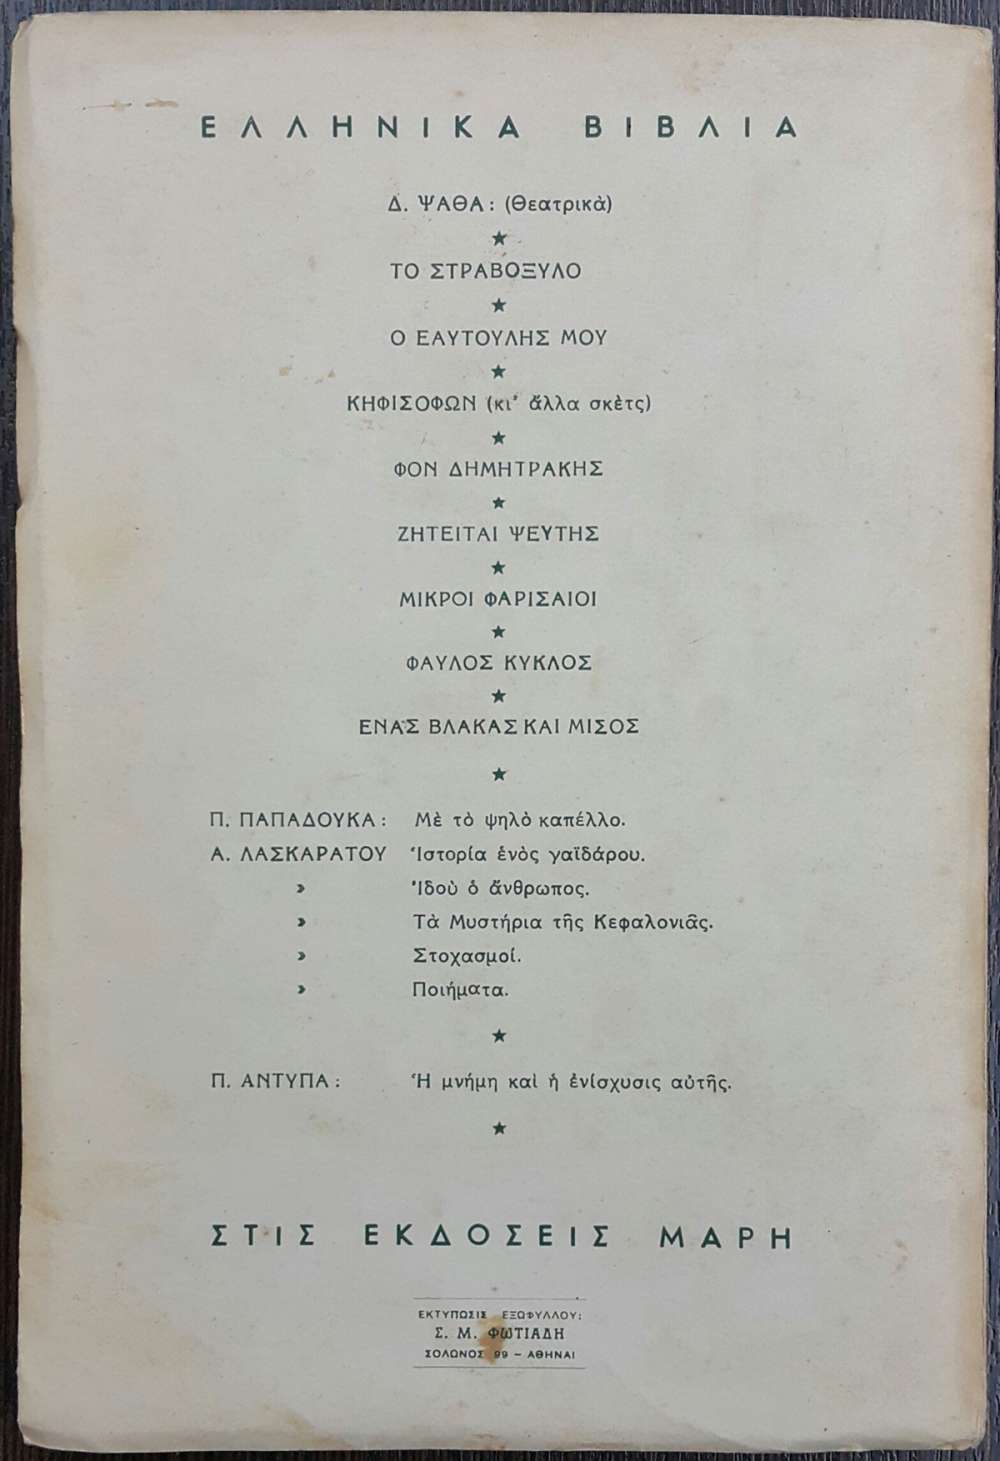 ΕΛΛΗΝΙΚΑ ΒΙΒΛΙΑ
Δ. ΨΑΘΑ: (Θεατρικὰ)
ΤΟ ΣΤΡΑΒΟΞΥΛΟ
Ο ΕΑΥΤΟΥΛΗΣ ΜΟΥ
ΚΗΦΙΣΟΦΩΝ (κι' ἄλλα σκὲτς)
ΦΟΝ ΔΗΜΗΤΡΑΚΗΣ
ΖΗΤΕΙΤΑΙ ΨΕΥΤΗΣ
ΜΙΚΡΟΙ ΦΑΡΙΣΑΙΟΙ
ΦΑΥΛΟΣ ΚΥΚΛΟΣ
ΕΝΑΣ ΒΛΑΚΑΣ ΚΑΙ ΜΙΣΟΣ
Π. ΠΑΠΑΔΟΥΚΑ: Μὲ τὸ ψηλὸ καπέλλο.
Α. ΛΑΣΚΑΡΑΤΟΥ Ἱστορία ἑνὸς γαϊδάρου.
» Ἰδοὺ ὁ ἄνθρωπος.
» Τὰ Μυστήρια τῆς Κεφαλονιᾶς.
» Στοχασμοί.
» Ποιήματα.
Π. ΑΝΤΥΠΑ: Ἡ μνήμη καὶ ἡ ἐνίσχυσις αὐτῆς.
ΣΤΙΣ ΕΚΔΟΣΕΙΣ ΜΑΡΗ
ΕΚΤΥΠΩΣΙΣ ΕΞΩΦΥΛΛΟΥ:
Σ. Μ. ΦΩΤΙΑΔΗ
ΣΟΛΩΝΟΣ 99 - ΑΘΗΝΑΙ